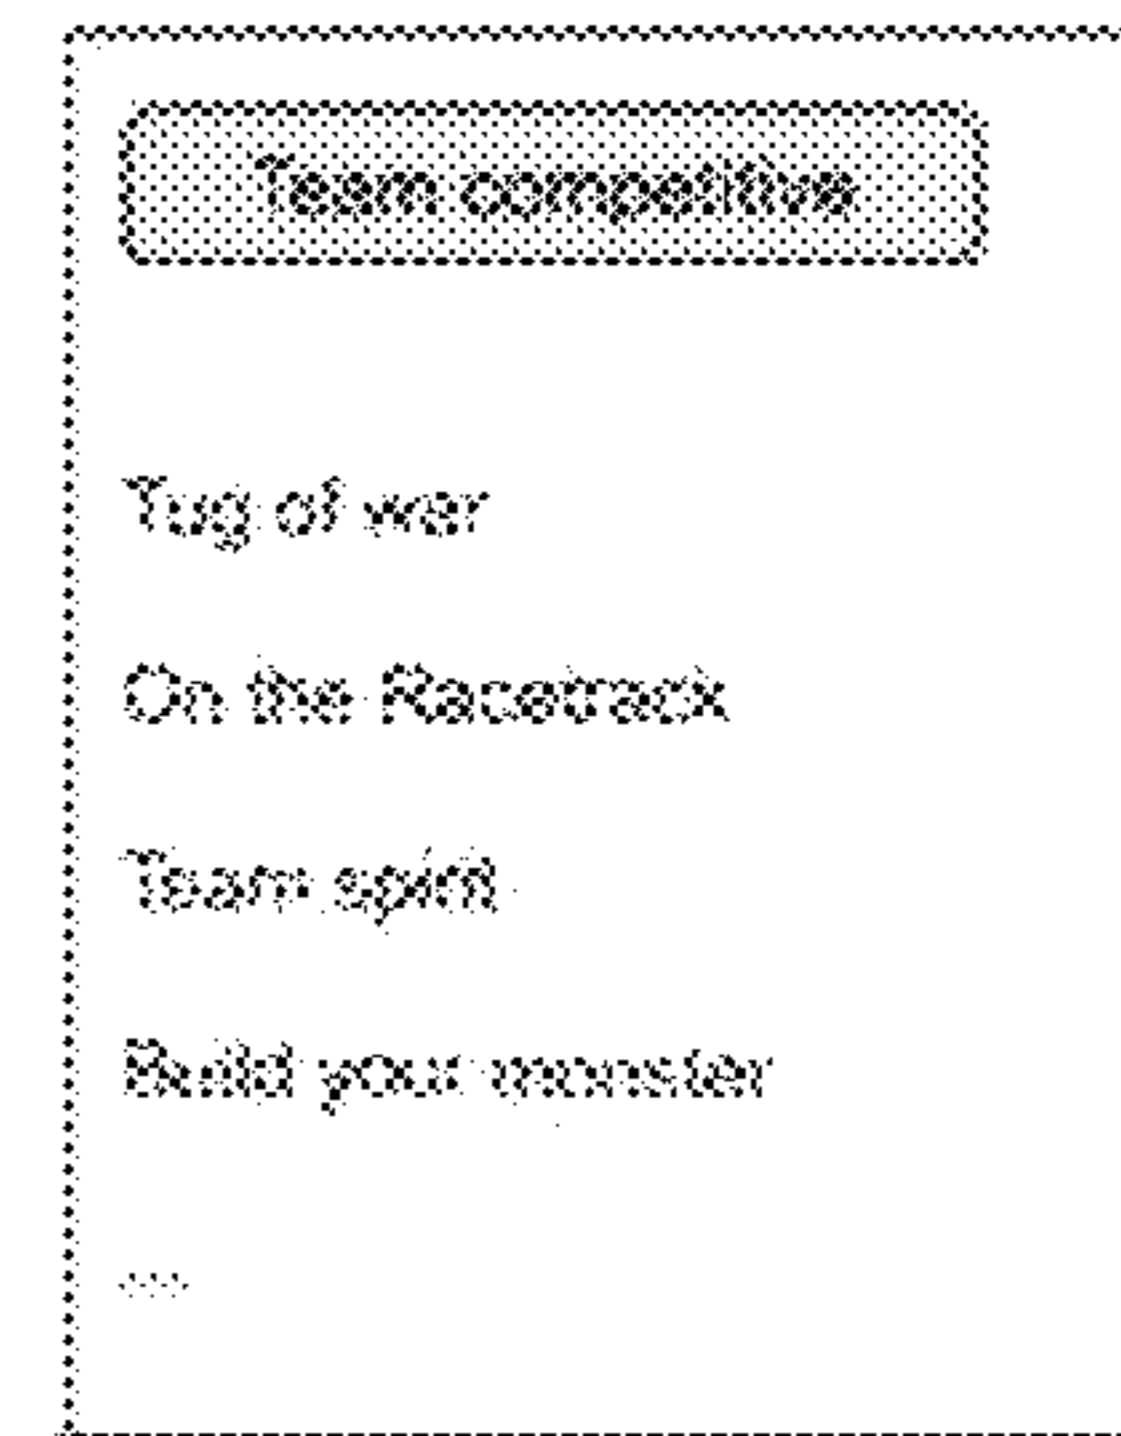 Team competitive
Tug of war
On the Racetrack
Team spirit
Build your monster
...